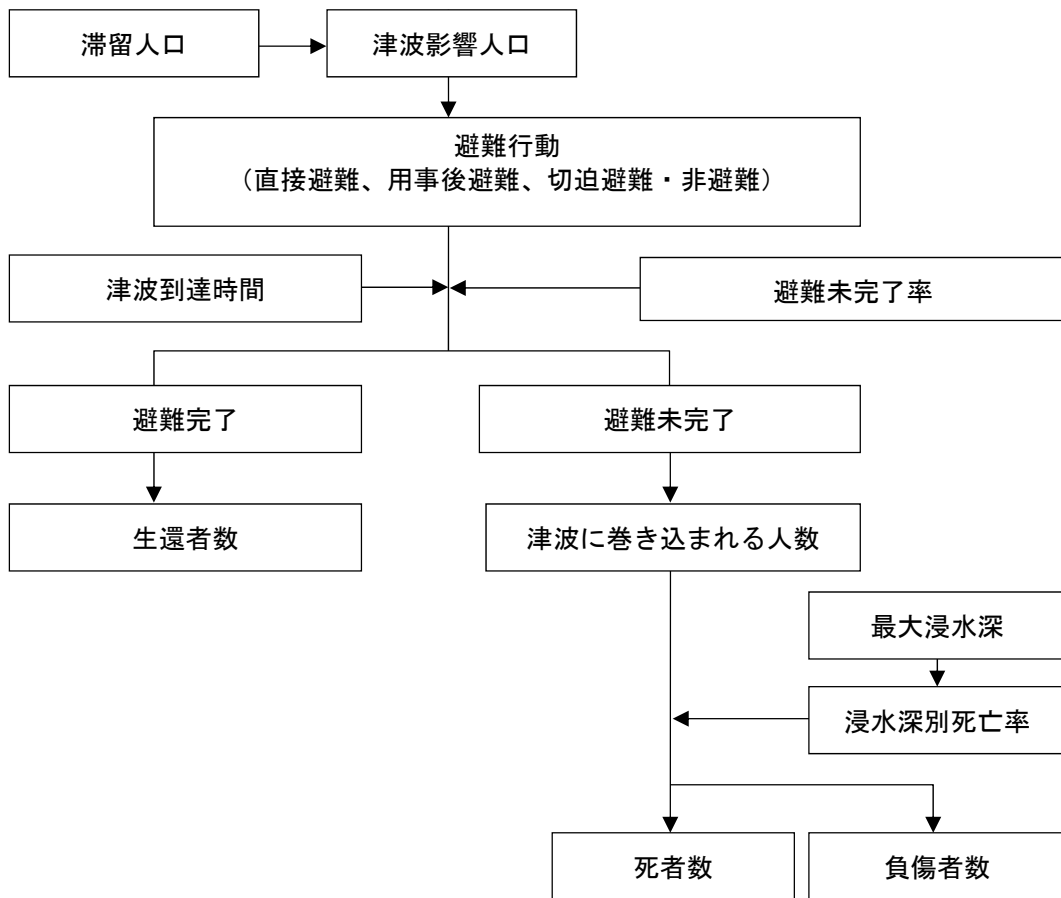 滞留人口
津波影響人口
避難行動
（直接避難、用事後避難、切迫避難・非避難）
津波到達時間
避難未完了率
避難完了
避難未完了
生還者数
津波に巻き込まれる人数
最大浸水深
浸水深別死亡率
死者数
負傷者数